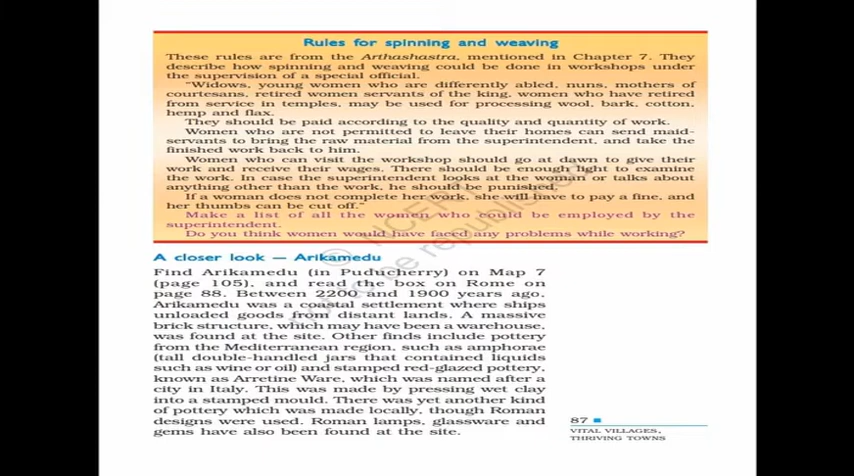 Rules for spinning and weaving
These rules are from the Arthashastra, mentioned in Chapter 7. They
describe how spinning and weaving could be done in workshops under
the supervision of a special official.
"Widows, young women who are differently abled, nuns, mothers of
courtesans, retired women servants of the king, women who have retired
from service in temples, may be used for processing wool, bark, cotton,
hemp and flax.
They should be paid according to the quality and quantity of work.
Women who are not permitted to leave their homes can send maid-
servants to bring the raw material from the superintendent, and take the
finished work back to him.
Women who can visit the workshop should go at dawn to give their
work and receive their wages. There should be enough light to examine
the work. In case the superintendent looks at the woman or talks about
anything other than the work, he should be punished.
If a woman does not complete her work, she will have to pay a fine, and
her thumbs can be cut off."
Make a list of all the women who could be employed by the
superintendent.
Do you think women would have faced any problems while working?
A closer look — Arikamedu
Find Arikamedu (in Puducherry) on Map 7
(page 105), and read the box on Rome on
page 88. Between 2200 and 1900 years ago,
Arikamedu was a coastal settlement where ships
unloaded goods from distant lands. A massive
brick structure, which may have been a warehouse,
was found at the site. Other finds include pottery
from the Mediterranean region, such as amphorae
(tall double-handled jars that contained liquids
such as wine or oil) and stamped red-glazed pottery,
known as Arretine Ware, which was named after a
city in Italy. This was made by pressing wet clay
into a stamped mould. There was yet another kind
of pottery which was made locally, though Roman
designs were used. Roman lamps, glassware and
gems have also been found at the site.
87
VITAL VILLAGES,
THRIVING TOWNS